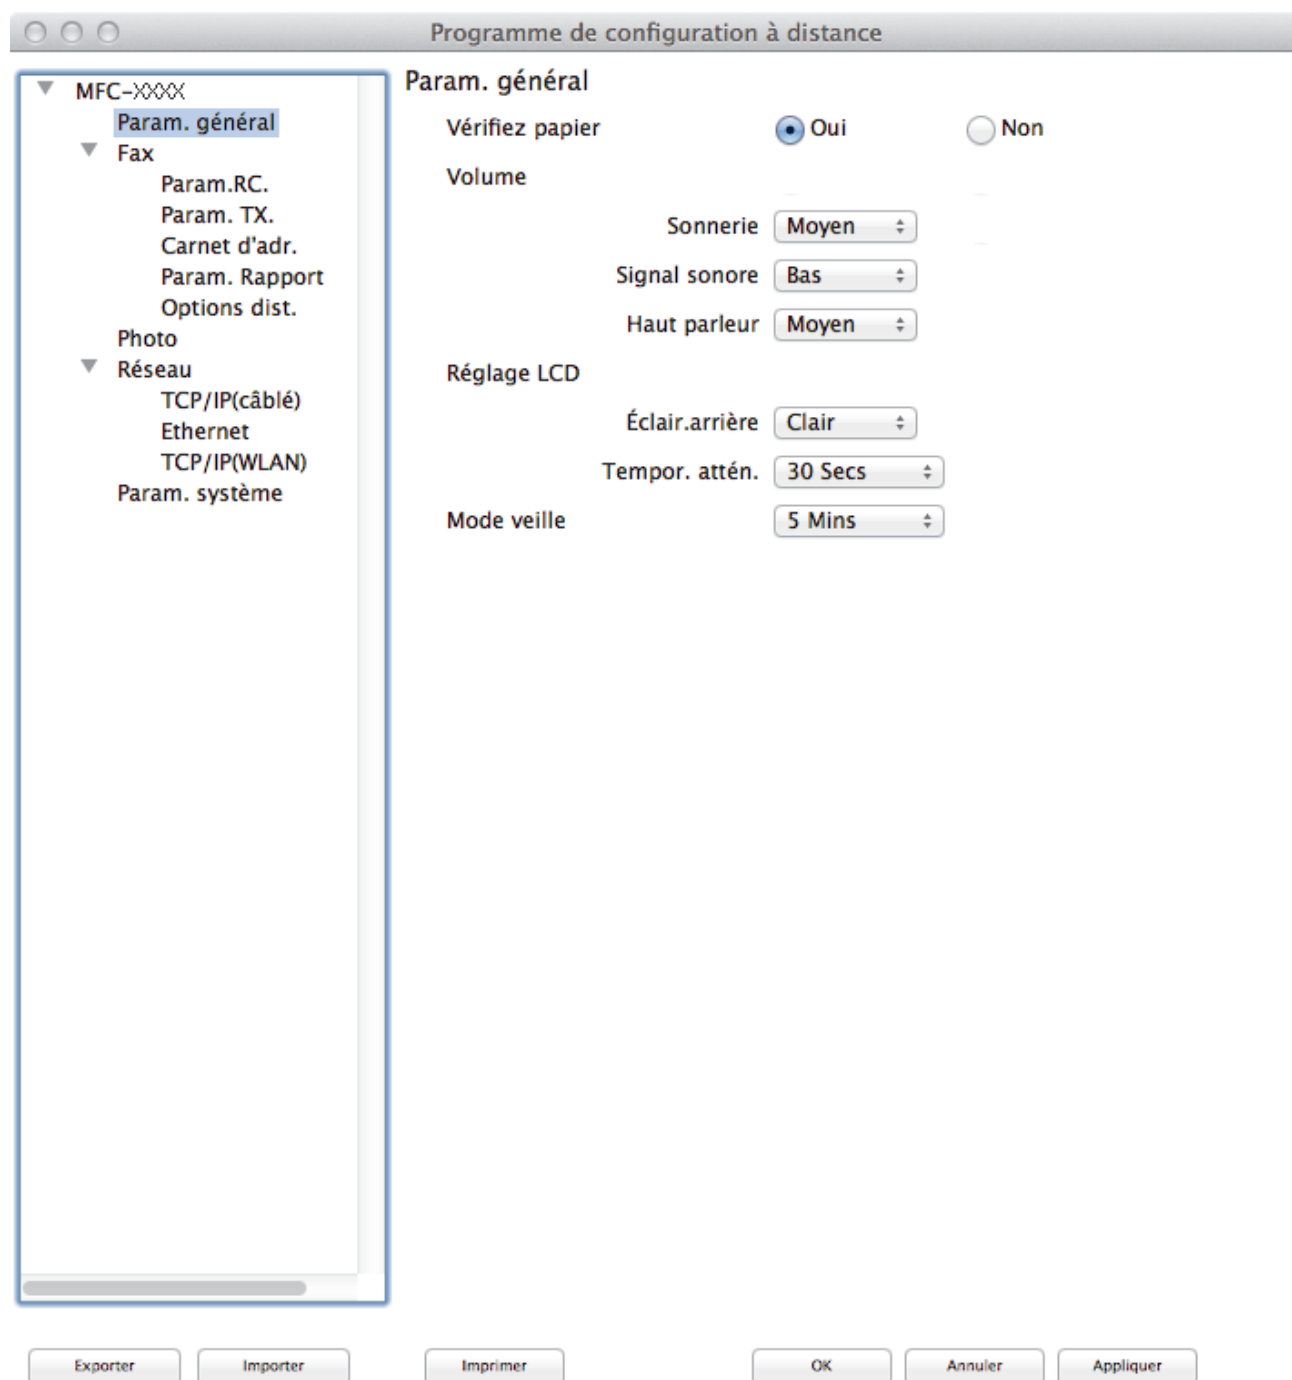 Programme de configuration à distance
MFC-XXXX
Param. général
Fax
Param.RC.
Param. TX.
Carnet d'adr.
Param. Rapport
Options dist.
Photo
Réseau
TCP/IP(câblé)
Ethernet
TCP/IP(WLAN)
Param. système
Param. général
Vérifiez papier Oui Non
Volume
Sonnerie Moyen
Signal sonore Bas
Haut parleur Moyen
Réglage LCD
Éclair.arrière Clair
Tempor. attén. 30 Secs
Mode veille 5 Mins
Exporter Importer Imprimer OK Annuler Appliquer